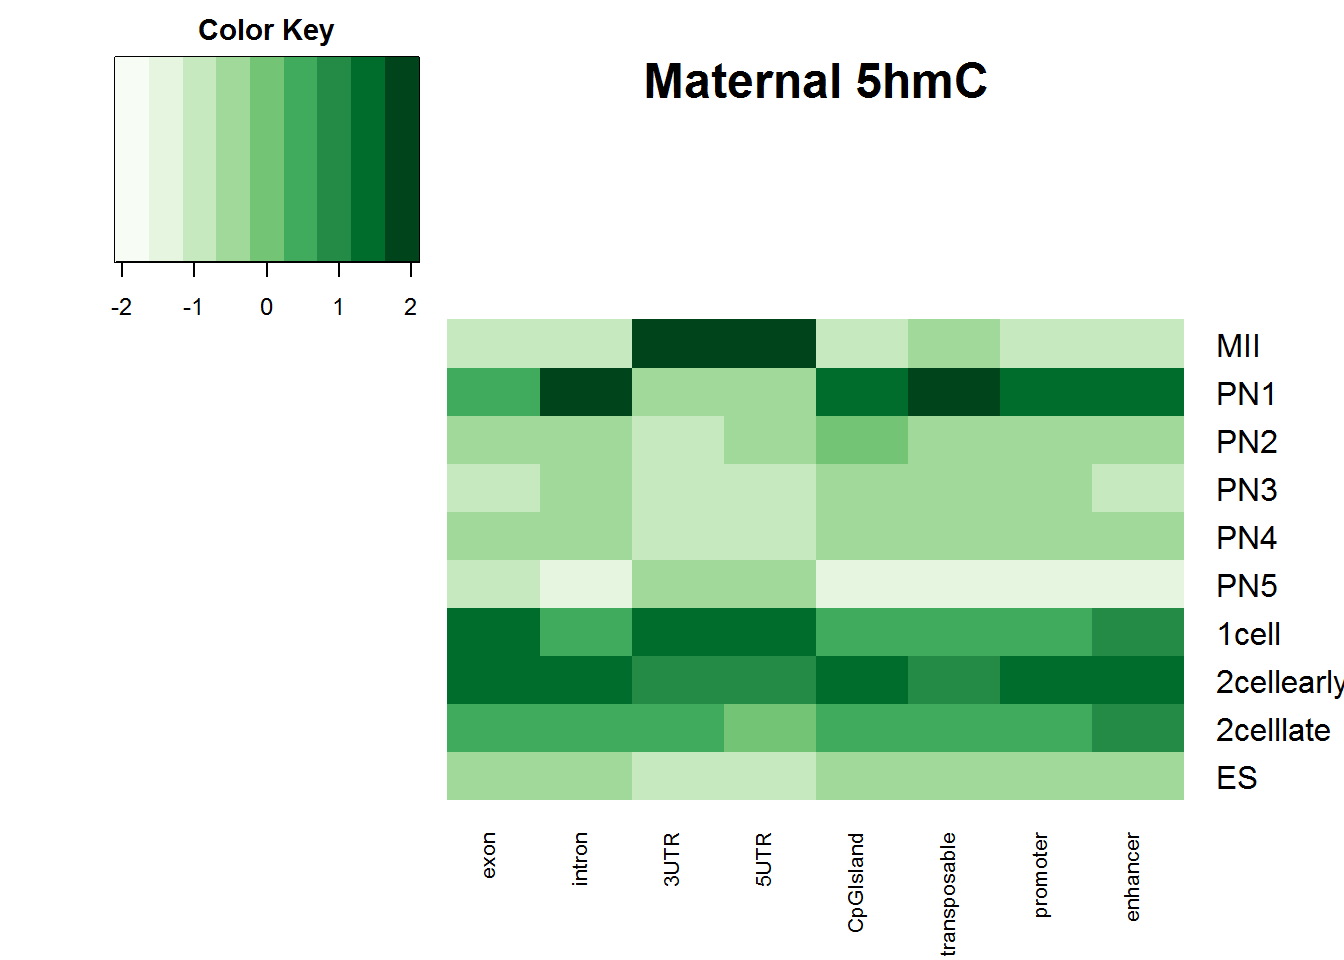 Color Key
Maternal 5hmC
-2 -1 0 1 2
MII
PN1
PN2
PN3
PN4
PN5
1cell
2cellearly
2celllate
ES
exon
intron
3UTR
5UTR
CpGIsland
transposable
promoter
enhancer